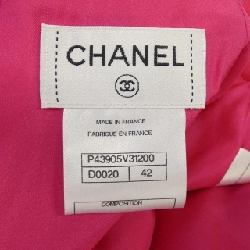 CHANEL
MADE IN FRANCE
FABRIQUE EN FRANCE
P43905V31200
D0020 42
COMPOSITION